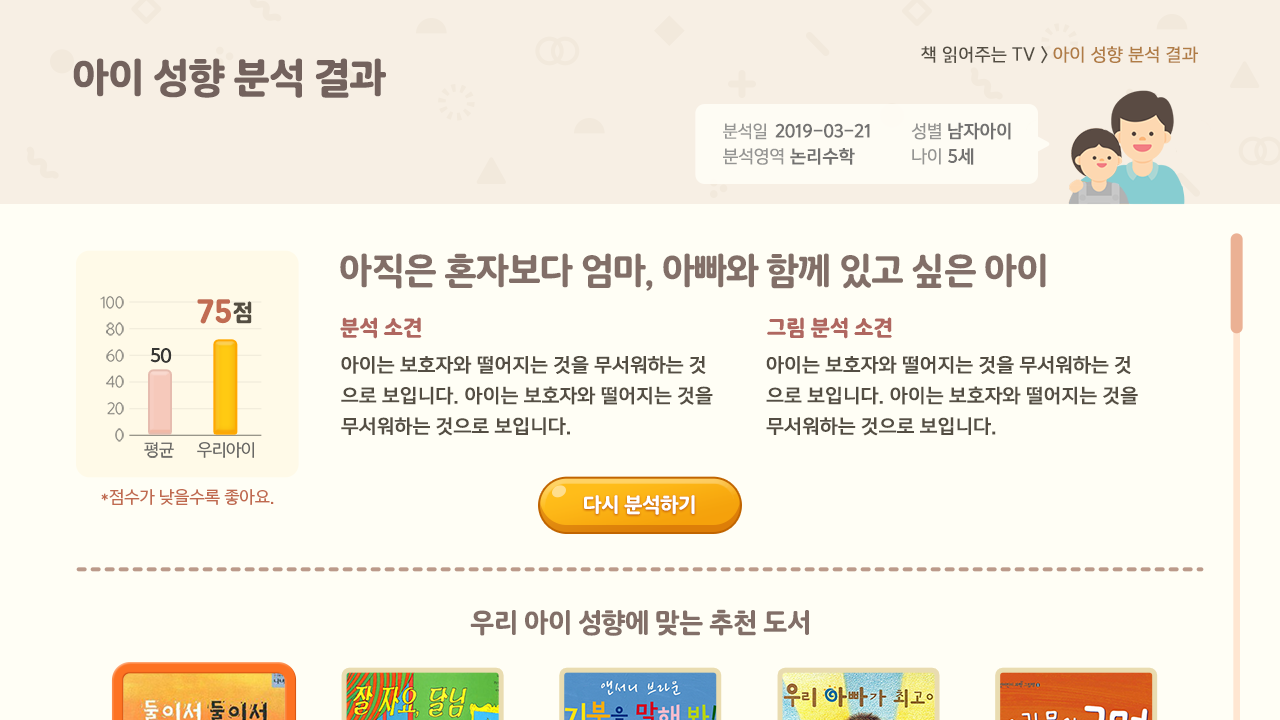 아이 성향 분석 결과
책 읽어주는 TV 〉아이 성향 분석 결과
분석일 2019-03-21 성별 남자아이
분석영역 논리수학 나이 5세
아직은 혼자보다 엄마, 아빠와 함께 있고 싶은 아이
100
80
60
40
20
0
75점
50
평균 우리아이
*점수가 낮을수록 좋아요.
분석 소견
아이는 보호자와 떨어지는 것을 무서워하는 것
으로 보입니다. 아이는 보호자와 떨어지는 것을
무서워하는 것으로 보입니다.
그림 분석 소견
아이는 보호자와 떨어지는 것을 무서워하는 것
으로 보입니다. 아이는 보호자와 떨어지는 것을
무서워하는 것으로 보입니다.
다시 분석하기
우리 아이 성향에 맞는 추천 도서
둘이서 둘이서
잘 자요, 달님
앤서니 브라운
기분을 말해 봐!
우리 아빠가 최고야